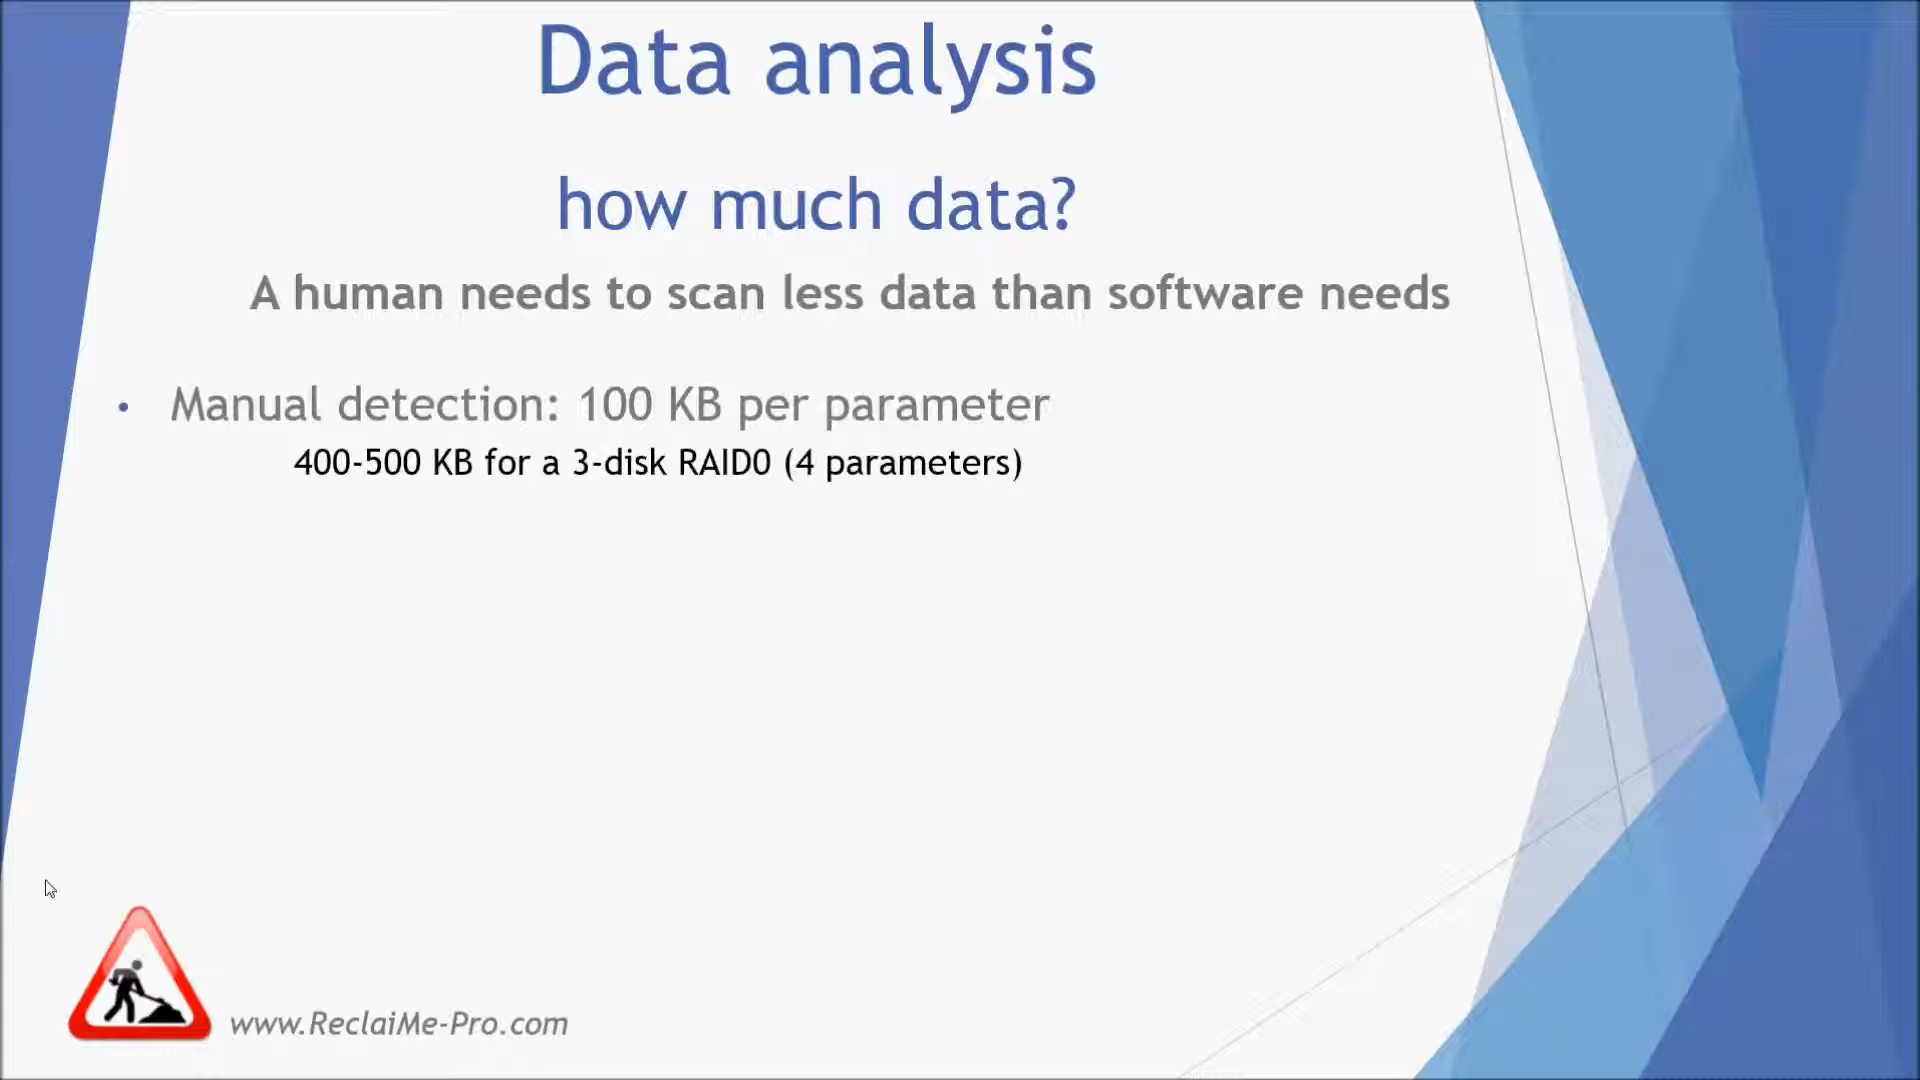 Data analysis
how much data?
A human needs to scan less data than software needs
• Manual detection: 100 KB per parameter
400-500 KB for a 3-disk RAID0 (4 parameters)
www.ReclaiMe-Pro.com